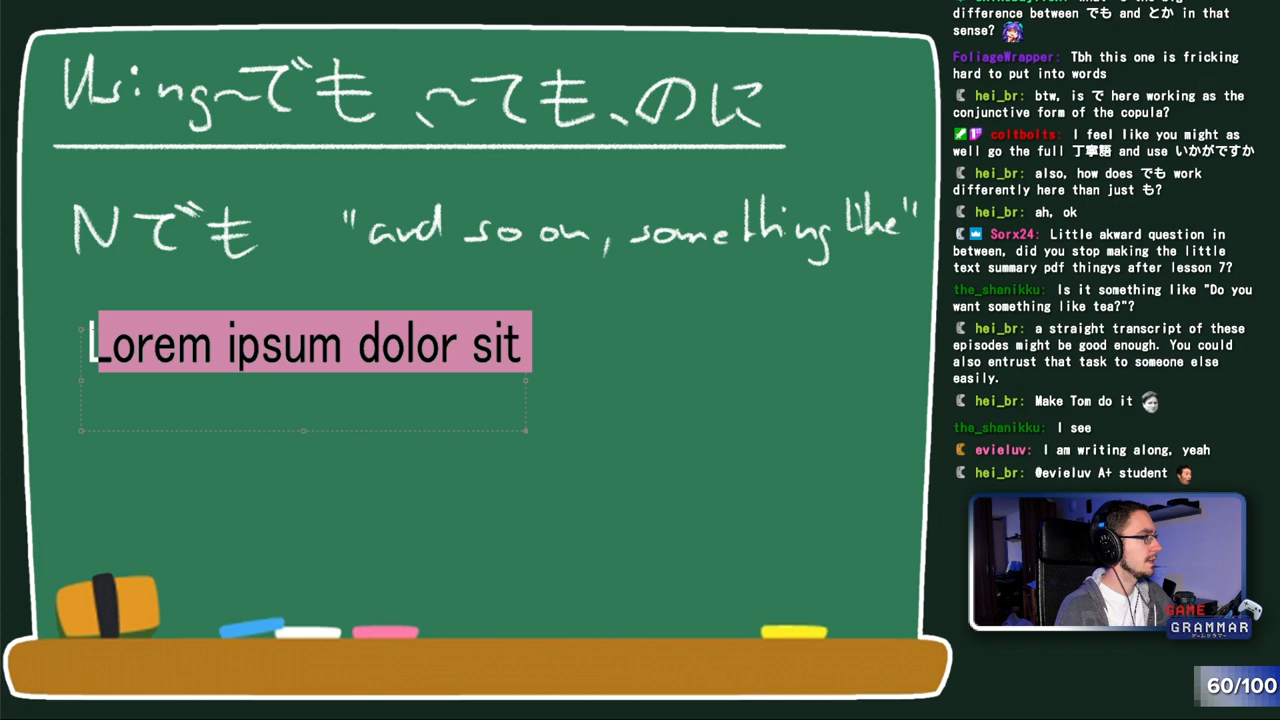 Using〜でも、〜ても、のに
Nでも "and so on, something like"
Lorem ipsum dolor sit
difference between でも and とか in that
sense?
FoliageWrapper: Tbh this one is fricking
hard to put into words
hei_br: btw, is で here working as the
conjunctive form of the copula?
coltbolts: I feel like you might as
well go the full 丁寧語 and use いかがですか
hei_br: also, how does でも work
differently here than just も?
hei_br: ah, ok
Sorx24: Little akward question in
between, did you stop making the little
text summary pdf thingys after lesson 7?
the_shanikku: Is it something like "Do you
want something like tea?"?
hei_br: a straight transcript of these
episodes might be good enough. You could
also entrust that task to someone else
easily.
hei_br: Make Tom do it
the_shanikku: I see
evieluv: I am writing along, yeah
hei_br: @evieluv A+ student
GAME
GRAMMAR
ゲームグラマー
60/100